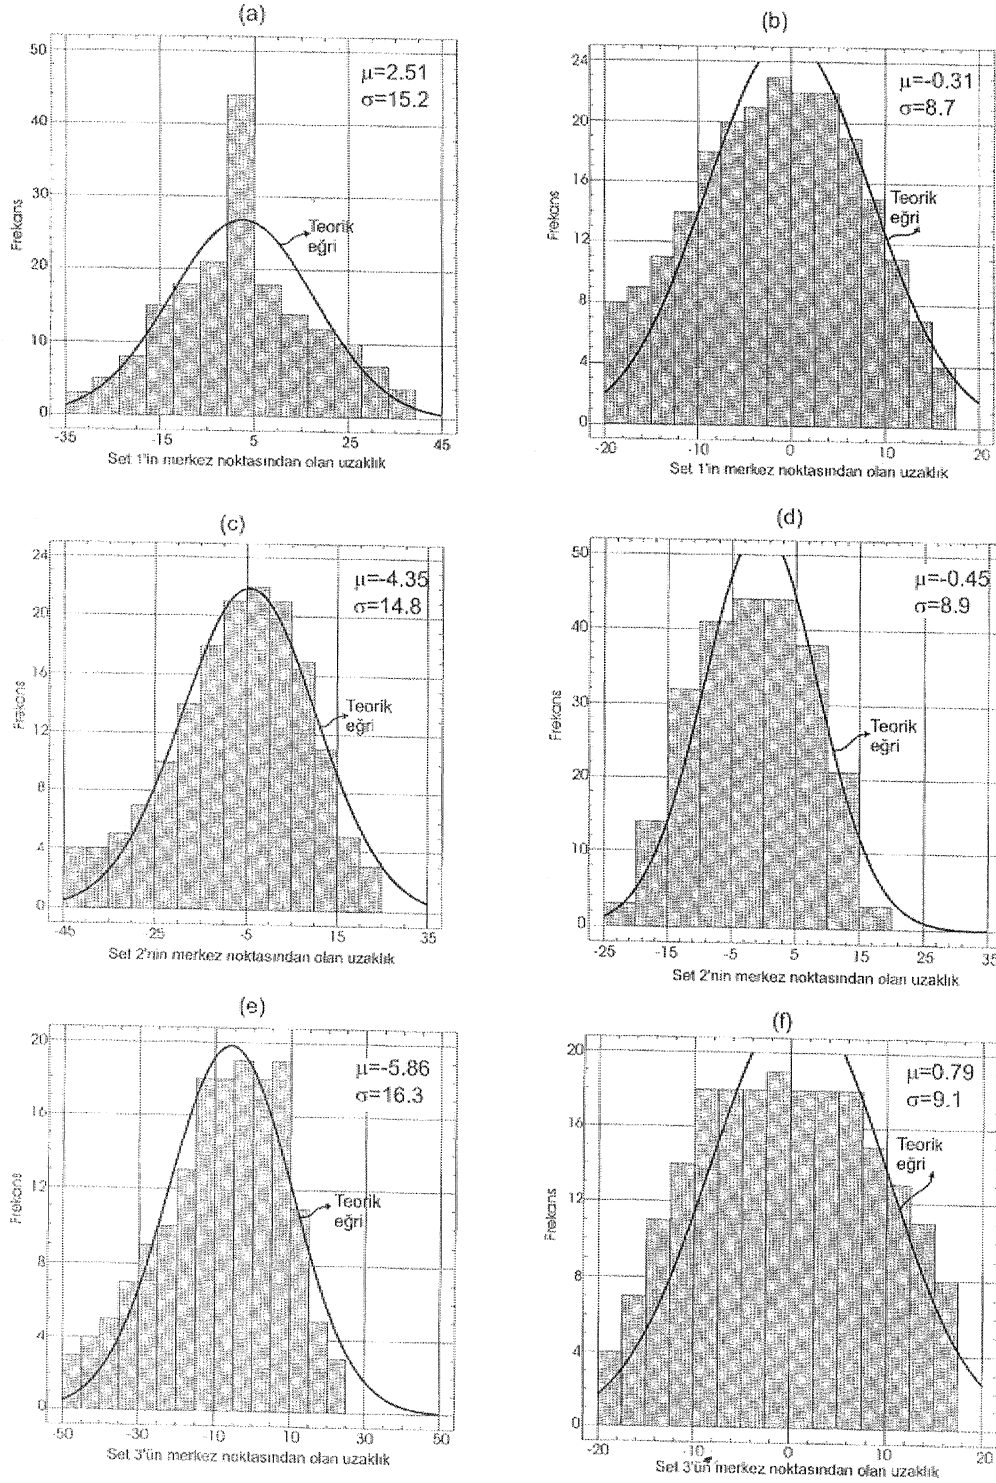 (a)
50
40
30
20
10
0
Frekans
μ=2.51
σ=15.2
Teorik
eğri
-35
-15
5
25
45
Set 1'in merkez noktasından olan uzaklık
(b)
24
20
16
12
8
4
0
Frekans
μ=-0.31
σ=8.7
Teorik
eğri
-20
-10
0
10
20
Set 1'in merkez noktasından olan uzaklık
(c)
24
20
16
12
8
4
0
Frekans
μ=-4.35
σ=14.8
Teorik
eğri
-45
-25
-5
15
35
Set 2'nin merkez noktasından olan uzaklık
(d)
50
40
30
20
10
0
Frekans
μ=-0.45
σ=8.9
Teorik
eğri
-25
-15
-5
5
15
25
35
Set 2'nin merkez noktasından olan uzaklık
(e)
20
16
12
8
4
0
Frekans
μ=-5.86
σ=16.3
Teorik
eğri
-50
-30
-10
10
30
50
Set 3'ün merkez noktasından olan uzaklık
(f)
20
16
12
8
4
0
Frekans
μ=0.79
σ=9.1
Teorik
eğri
-20
-10
0
10
20
Set 3'ün merkez noktasından olan uzaklık